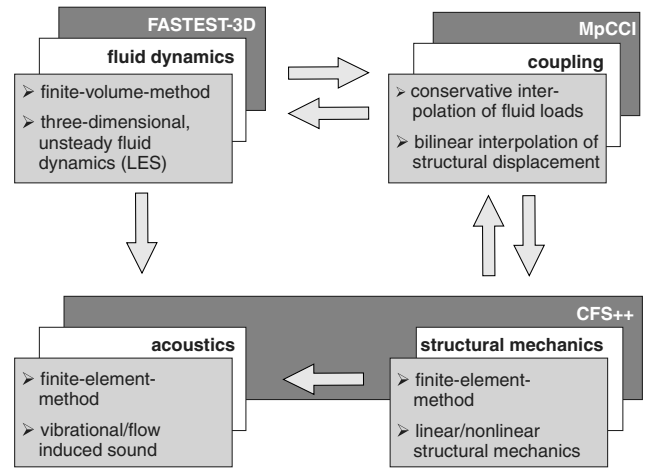 FASTEST-3D
fluid dynamics
➢ finite-volume-method
➢ three-dimensional,
unsteady fluid
dynamics (LES)
MpCCI
coupling
➢ conservative inter-
polation of fluid loads
➢ bilinear interpolation of
structural displacement
CFS++
acoustics
➢ finite-element-
method
➢ vibrational/flow
induced sound
structural mechanics
➢ finite-element-
method
➢ linear/nonlinear
structural mechanics